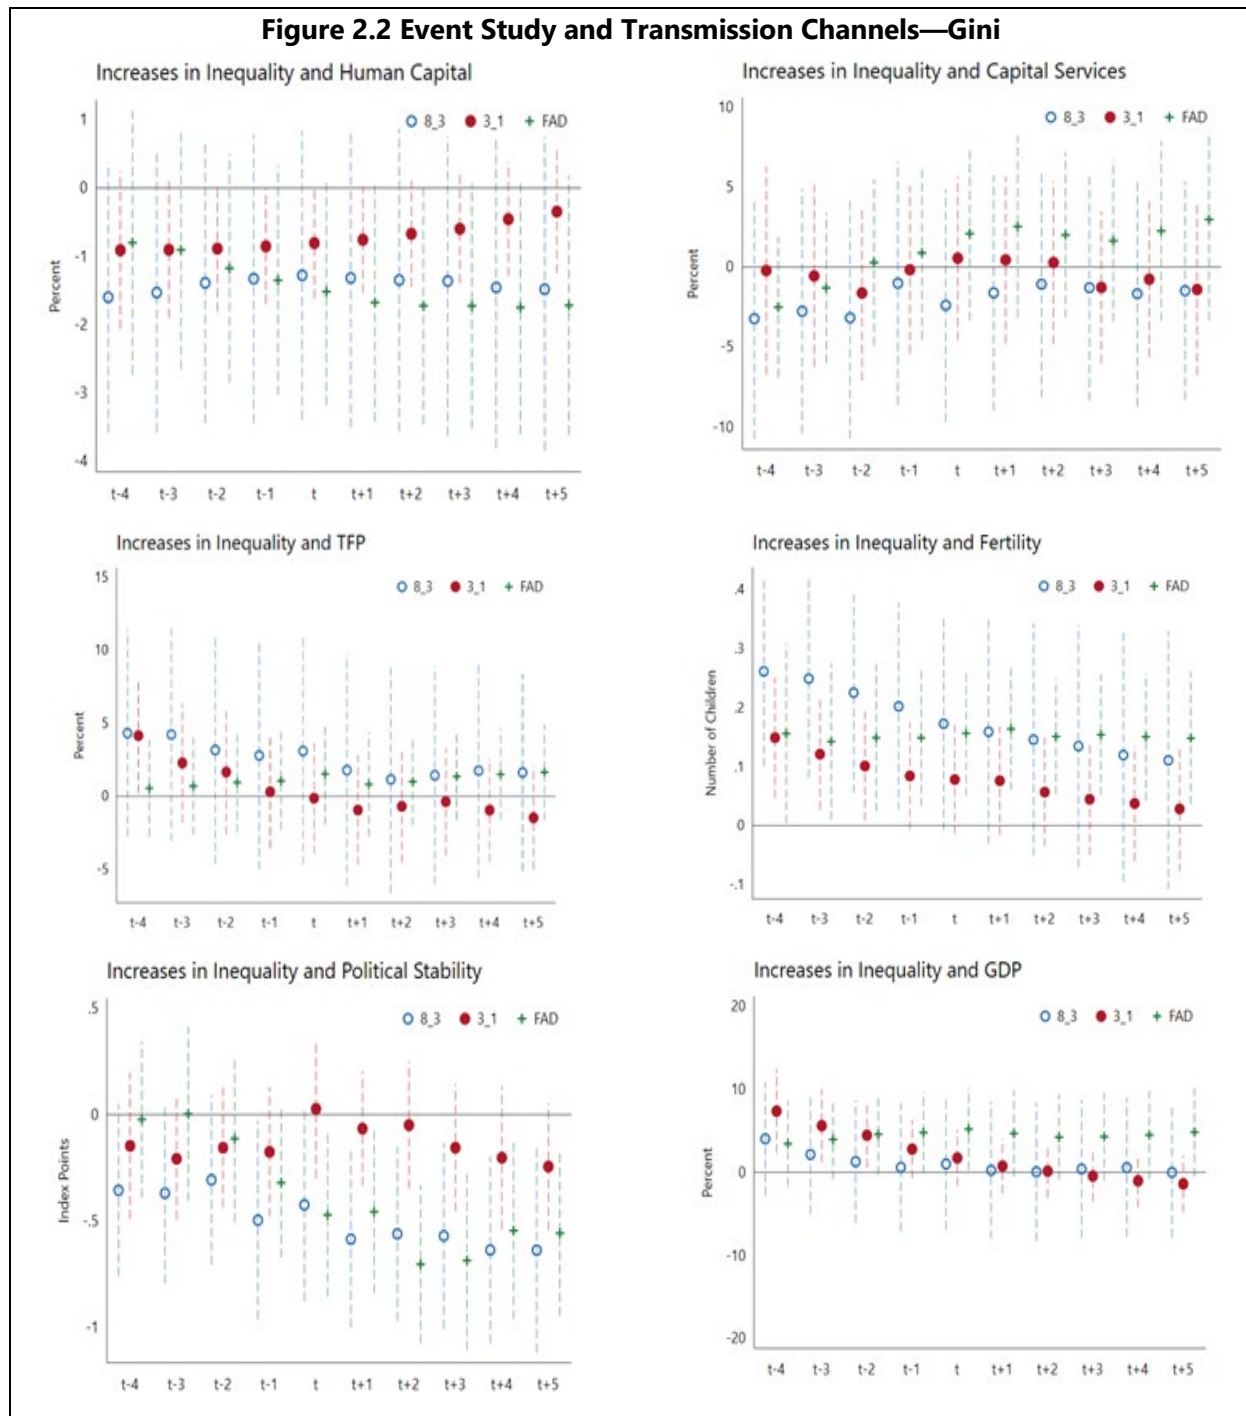 Figure 2.2 Event Study and Transmission Channels—Gini
Increases in Inequality and Human Capital
8_3 3_1 FAD
1
0
-1
-2
-3
-4
Percent
t-4 t-3 t-2 t-1 t t+1 t+2 t+3 t+4 t+5
Increases in Inequality and Capital Services
8_3 3_1 FAD
10
5
0
-5
-10
Percent
t-4 t-3 t-2 t-1 t t+1 t+2 t+3 t+4 t+5
Increases in Inequality and TFP
8_3 3_1 FAD
15
10
5
0
-5
Percent
t-4 t-3 t-2 t-1 t t+1 t+2 t+3 t+4 t+5
Increases in Inequality and Fertility
8_3 3_1 FAD
.4
.3
.2
.1
0
-.1
Number of Children
t-4 t-3 t-2 t-1 t t+1 t+2 t+3 t+4 t+5
Increases in Inequality and Political Stability
8_3 3_1 FAD
.5
0
-.5
-1
Index Points
t-4 t-3 t-2 t-1 t t+1 t+2 t+3 t+4 t+5
Increases in Inequality and GDP
8_3 3_1 FAD
20
10
0
-10
-20
Percent
t-4 t-3 t-2 t-1 t t+1 t+2 t+3 t+4 t+5